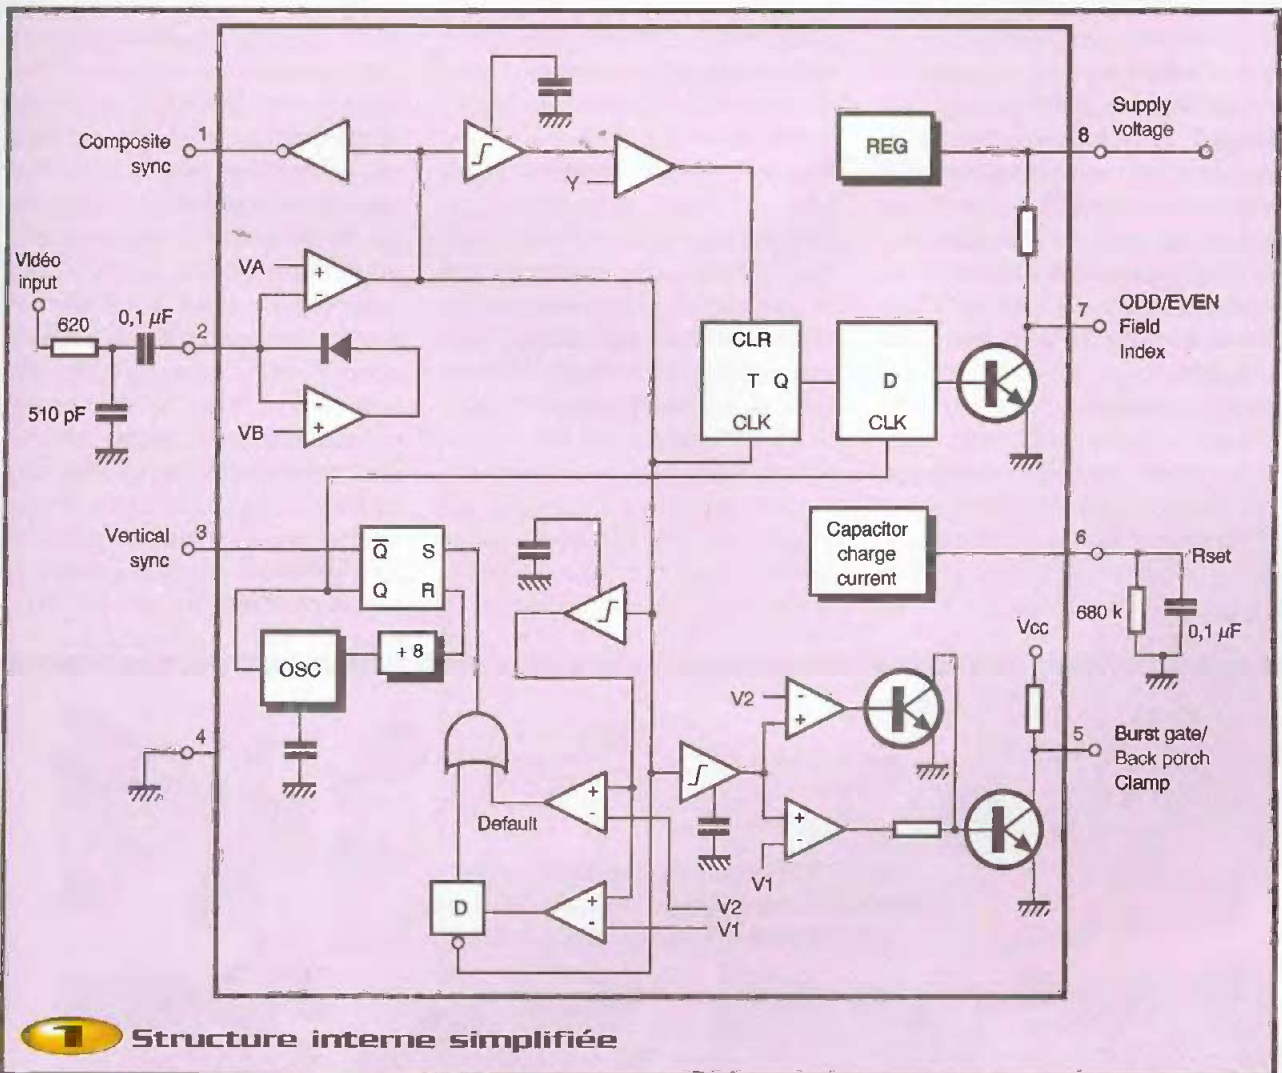 Composite
sync
1
Y
REG
8
Supply
voltage
Vidéo
input
620
0,1 µF
2
510 pF
VA
+
-
-
+
VB
CLR
T Q
CLK
D
CLK
7
ODD/EVEN
Field
Index
Vertical
sync
3
Q S
Q R
OSC
+ 8
Capacitor
charge
current
6
Rset
680 k
0,1 µF
Vcc
4
V2
-
+
5
Burst gate/
Back porch
Clamp
Default
+
-
+
-
V1
D
+
-
V2
V1
1 Structure interne simplifiée